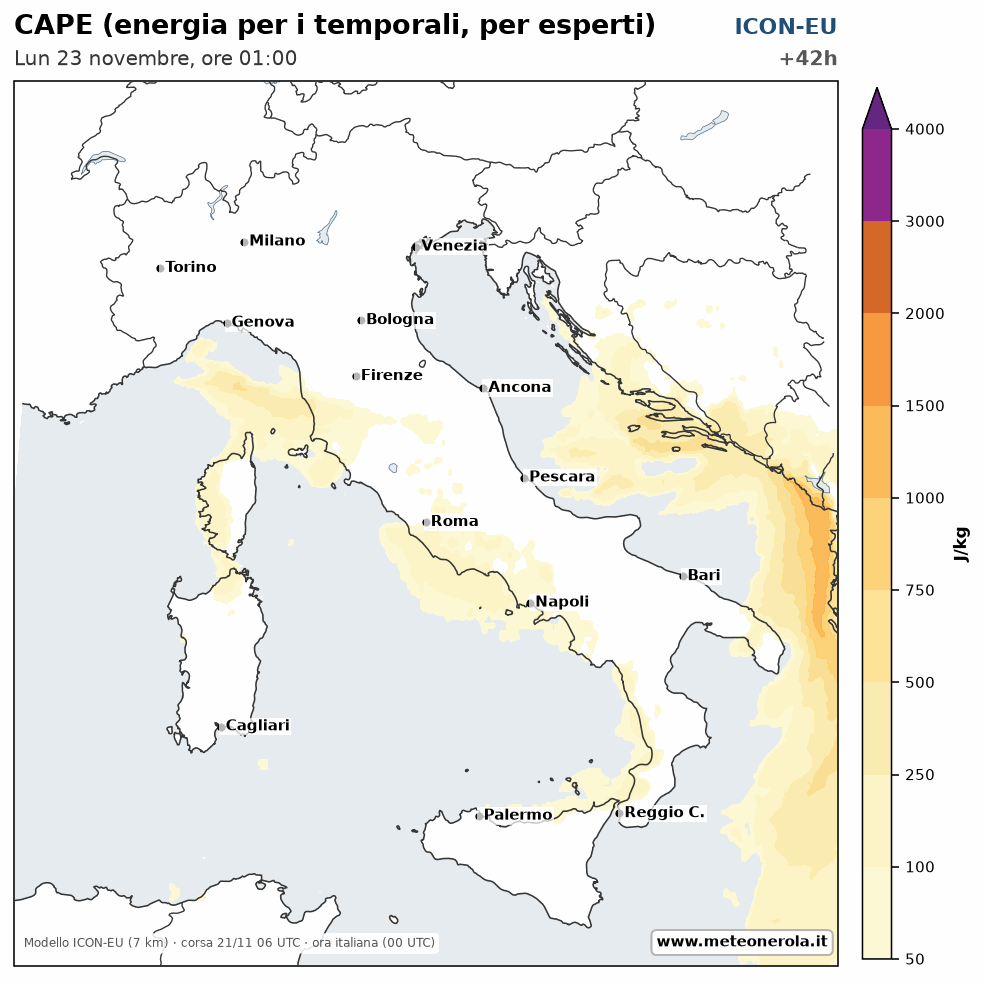 CAPE (energia per i temporali, per esperti)
ICON-EU
Lun 23 novembre, ore 01:00
+42h
Milano
Venezia
Torino
Genova
Bologna
Firenze
Ancona
Pescara
Roma
Bari
Napoli
Cagliari
Palermo
Reggio C.
4000
3000
2000
1500
1000
750
500
250
100
50
J/kg
Modello ICON-EU (7 km) · corsa 21/11 06 UTC · ora italiana (00 UTC)
www.meteonerola.it